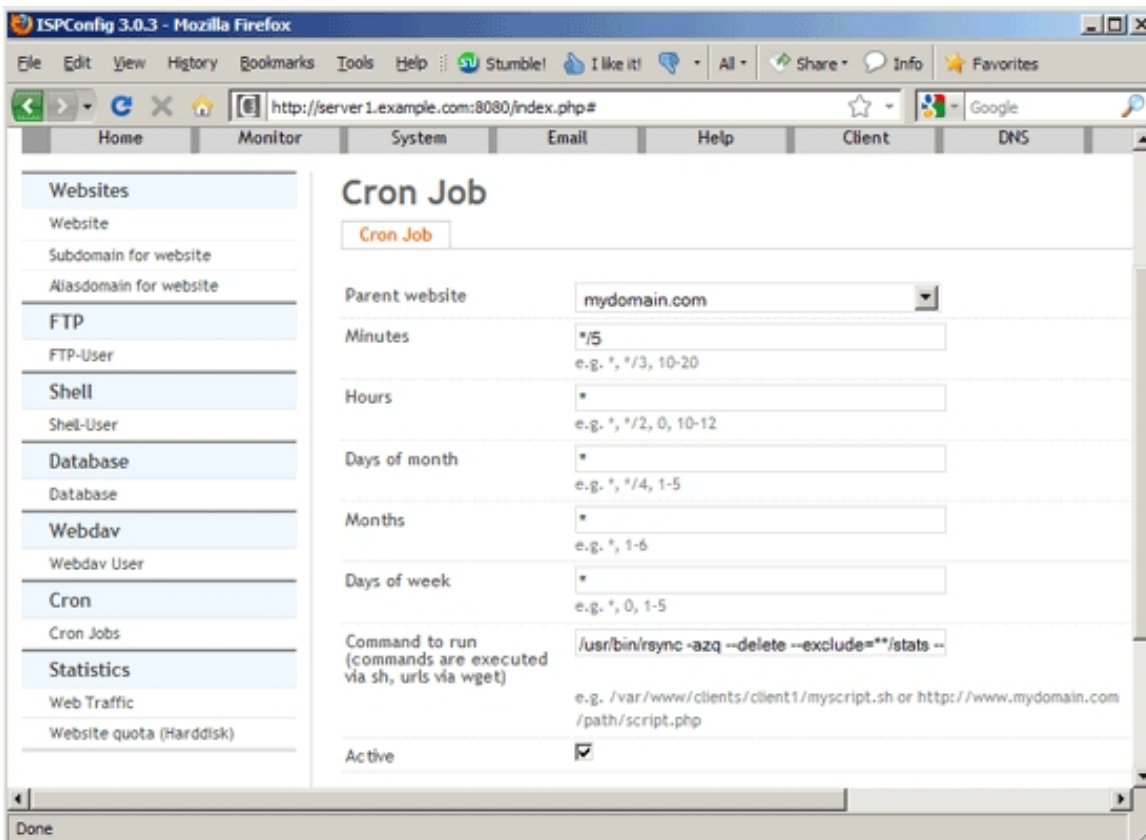 ISPConfig 3.0.3 - Mozilla Firefox
File Edit View History Bookmarks Tools Help Stumble! I like it! All Share Info Favorites
http://server1.example.com:8080/index.php# Google
Home Monitor System Email Help Client DNS
Websites
Website
Subdomain for website
Aliasdomain for website
FTP
FTP-User
Shell
Shell-User
Database
Database
Webdav
Webdav User
Cron
Cron Jobs
Statistics
Web Traffic
Website quota (Harddisk)
Cron Job
Cron Job
Parent website mydomain.com
Minutes */5
e.g. *, */3, 10-20
Hours *
e.g. *, */2, 0, 10-12
Days of month *
e.g. *, */4, 1-5
Months *
e.g. *, 1-6
Days of week *
e.g. *, 0, 1-5
Command to run /usr/bin/rsync -azq --delete --exclude=**/stats --
(commands are executed
via sh, urls via wget)
e.g. /var/www/clients/client1/myscript.sh or http://www.mydomain.com
/path/script.php
Active
Done